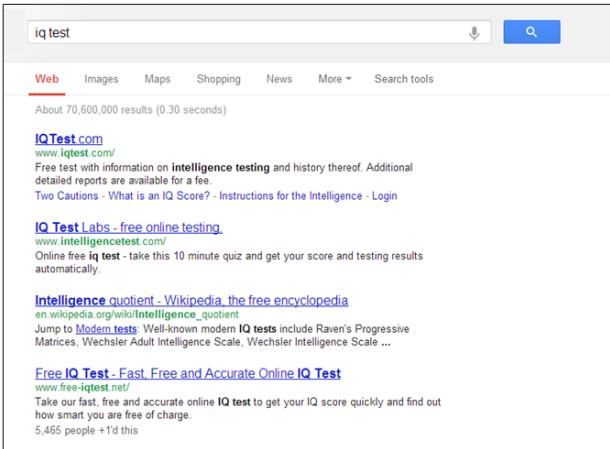 iq test
Web Images Maps Shopping News More Search tools
About 70,600,000 results (0.30 seconds)
IQTest.com
www.iqtest.com/
Free test with information on intelligence testing and history thereof. Additional
detailed reports are available for a fee.
Two Cautions - What is an IQ Score? - Instructions for the Intelligence - Login
IQ Test Labs - free online testing.
www.intelligencetest.com/
Online free iq test - take this 10 minute quiz and get your score and testing results
automatically.
Intelligence quotient - Wikipedia, the free encyclopedia
en.wikipedia.org/wiki/Intelligence_quotient
Jump to Modern tests: Well-known modern IQ tests include Raven's Progressive
Matrices, Wechsler Adult Intelligence Scale, Wechsler Intelligence Scale ...
Free IQ Test - Fast, Free and Accurate Online IQ Test
www.free-iqtest.net/
Take our fast, free and accurate online IQ test to get your IQ score quickly and find out
how smart you are free of charge.
5,465 people +1'd this